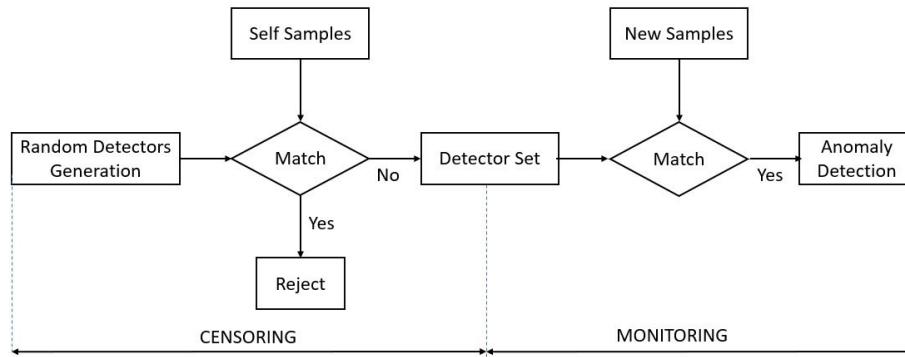 Self Samples
New Samples
Random Detectors
Generation
Match
No
Detector Set
Match
Yes
Anomaly
Detection
Yes
Reject
CENSORING
MONITORING